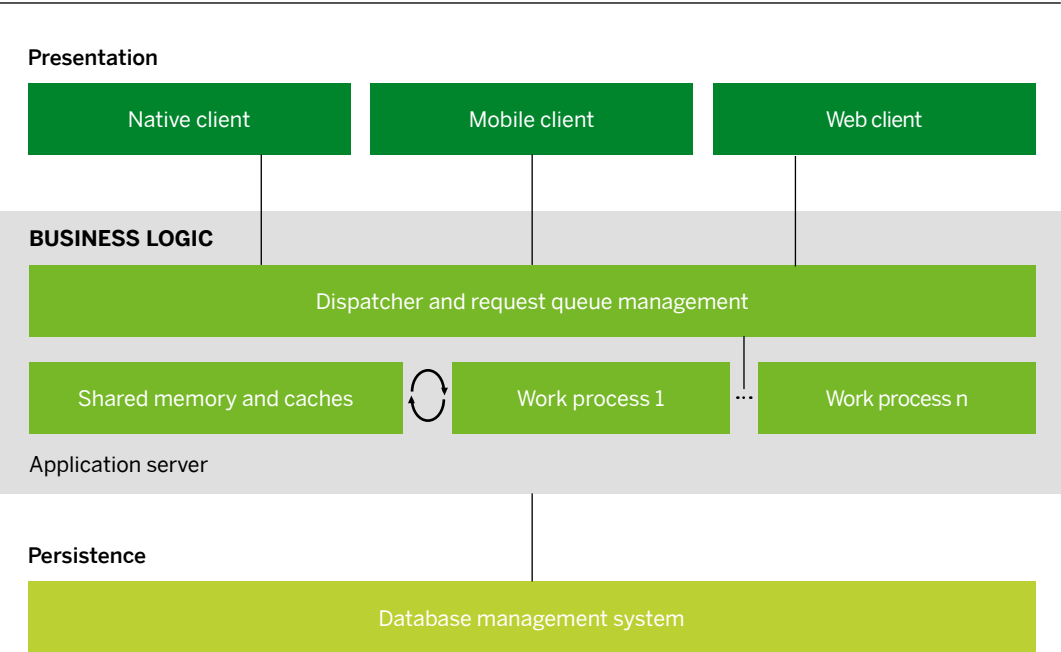 Presentation
Native client
Mobile client
Web client
BUSINESS LOGIC
Dispatcher and request queue management
Shared memory and caches
Work process 1
...
Work process n
Application server
Persistence
Database management system